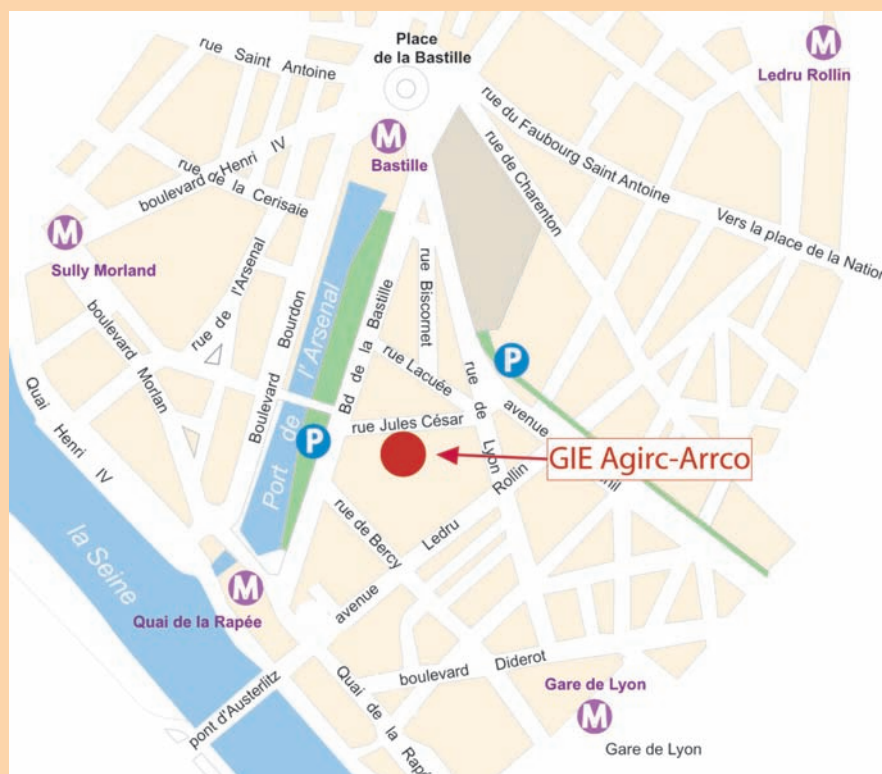 Place
de la Bastille
M
Ledru Rollin
rue Saint Antoine
M
Bastille
rue du Faubourg Saint Antoine
rue de Charenton
Vers la place de la Nation
boulevard Henri IV
rue de la Cerisaie
M
Sully Morland
rue de l'Arsenal
boulevard Morlan
Boulevard Bourdon
Port de l'Arsenal
Bd de la Bastille
rue Biscornet
rue Lacuée
rue de Lyon
P
avenue
rue Jules César
P
GIE Agirc-Arrco
Quai Henri IV
la Seine
rue de Bercy
avenue Ledru Rollin
M
Quai de la Rapée
pont d'Austerlitz
Quai de la Rapé
boulevard Diderot
Gare de Lyon
M
Gare de Lyon